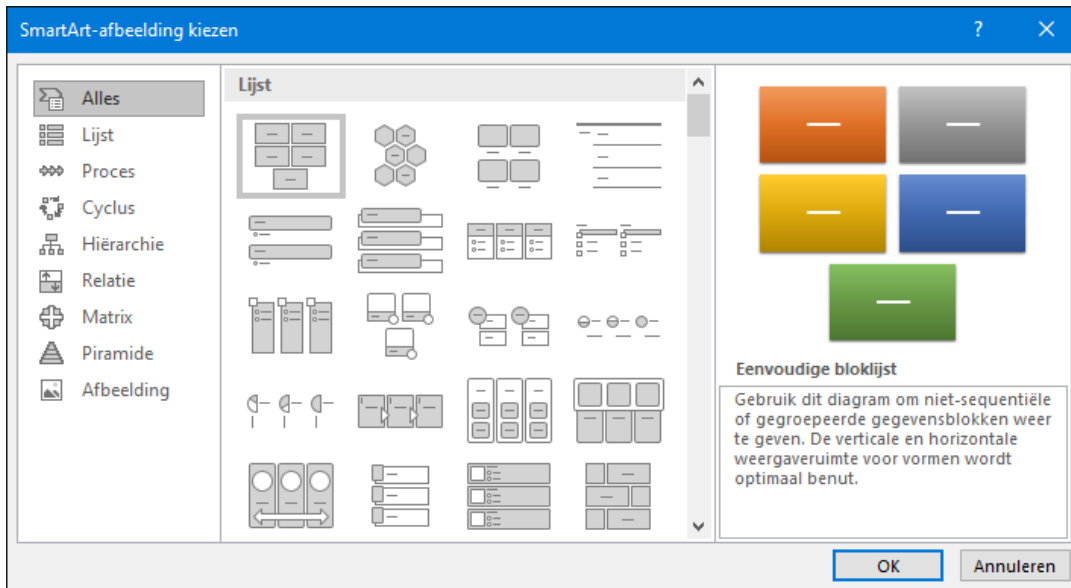 SmartArt-afbeelding kiezen
?
Alles
Lijst
Proces
Cyclus
Hiërarchie
Relatie
Matrix
Piramide
Afbeelding
Lijst
Eenvoudige bloklijst
Gebruik dit diagram om niet-sequentiële
of gegroepeerde gegevensblokken weer
te geven. De verticale en horizontale
weergaveruimte voor vormen wordt
optimaal benut.
OK
Annuleren